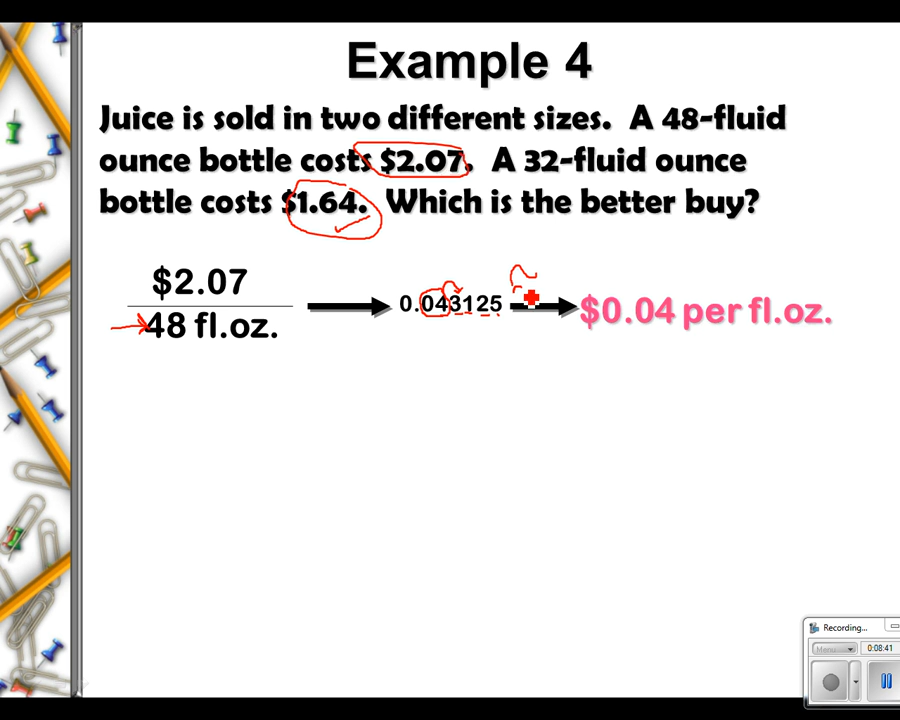 Example 4
Juice is sold in two different sizes. A 48-fluid
ounce bottle costs $2.07. A 32-fluid ounce
bottle costs $1.64. Which is the better buy?
$2.07
48 fl.oz.
0.043125
$0.04 per fl.oz.
Recording...
Menu
0:08:41